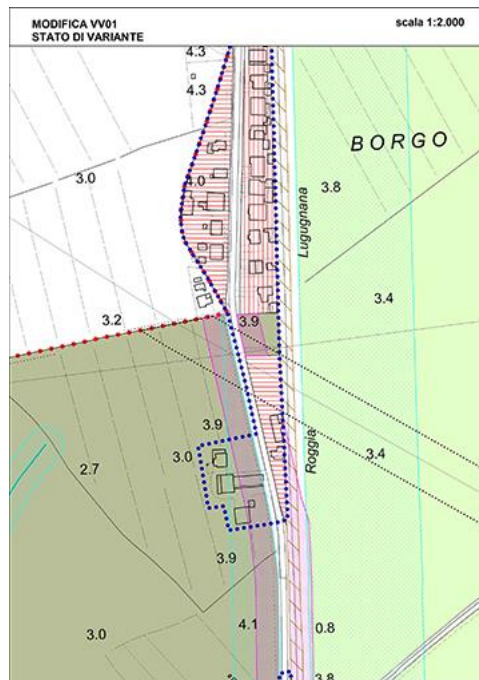 MODIFICA VV01
STATO DI VARIANTE
scala 1:2.000
4.3
4.3
BORGO
3.0
4.0
3.8
Lugugnana
3.4
3.2
3.9
3.9
3.0
Roggia
3.4
2.7
3.9
4.1
0.8
3.0
3.8